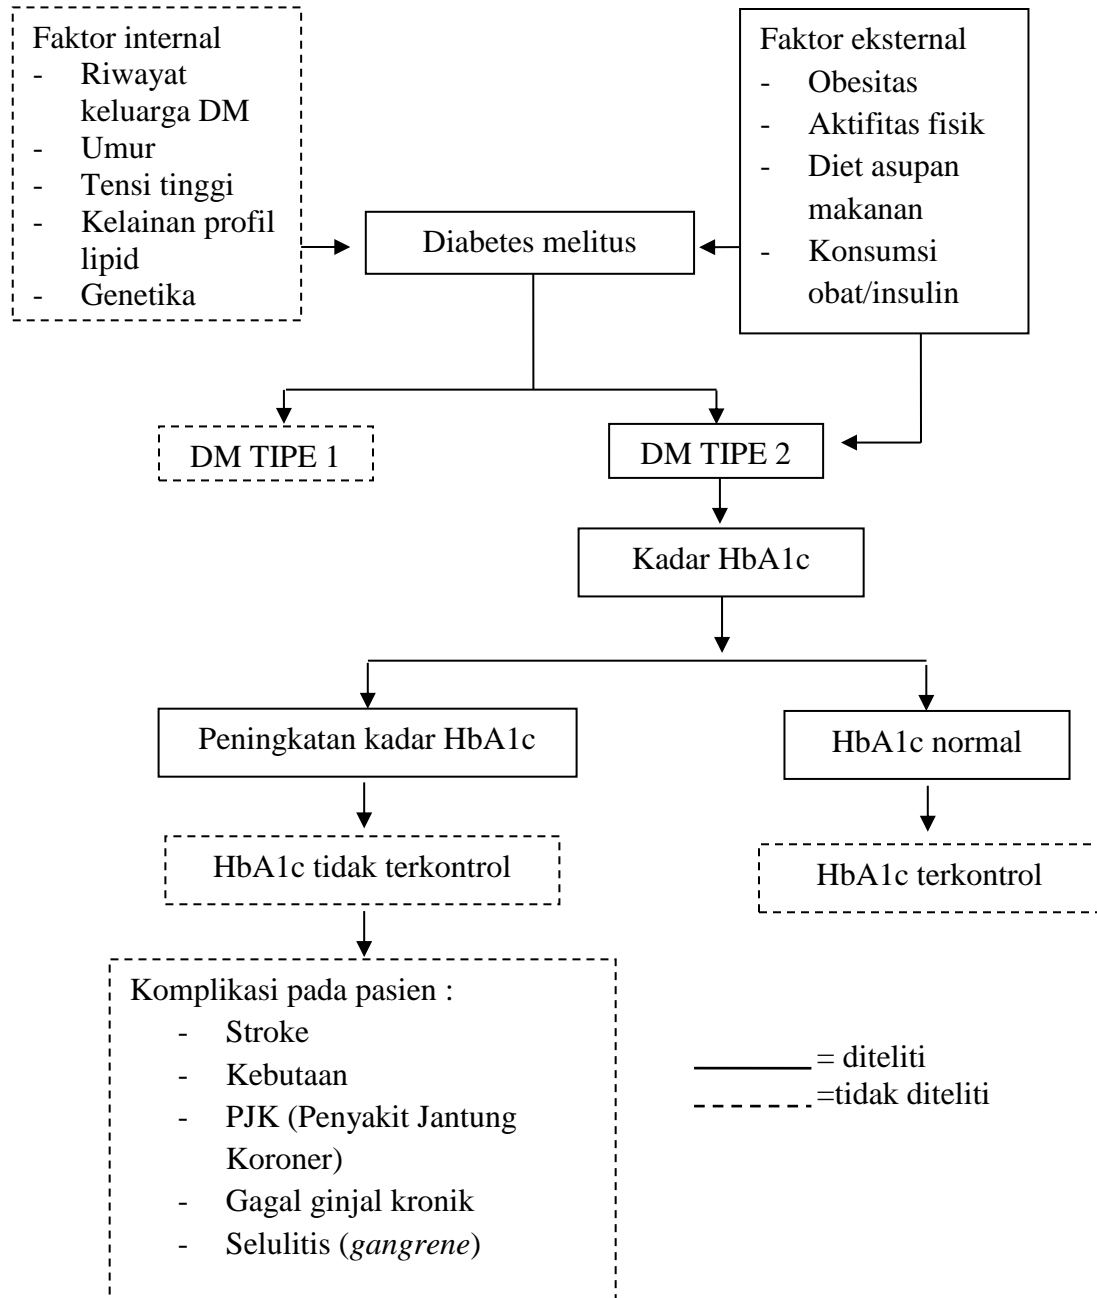 Faktor internal
- Riwayat
keluarga DM
- Umur
- Tensi tinggi
- Kelainan profil
lipid
- Genetika
Faktor eksternal
- Obesitas
- Aktifitas fisik
- Diet asupan
makanan
- Konsumsi
obat/insulin
Diabetes melitus
DM TIPE 1
DM TIPE 2
Kadar HbA1c
Peningkatan kadar HbA1c
HbA1c normal
HbA1c tidak terkontrol
HbA1c terkontrol
Komplikasi pada pasien :
- Stroke
- Kebutaan
- PJK (Penyakit Jantung
Koroner)
- Gagal ginjal kronik
- Selulitis (gangrene)
= diteliti
=tidak diteliti